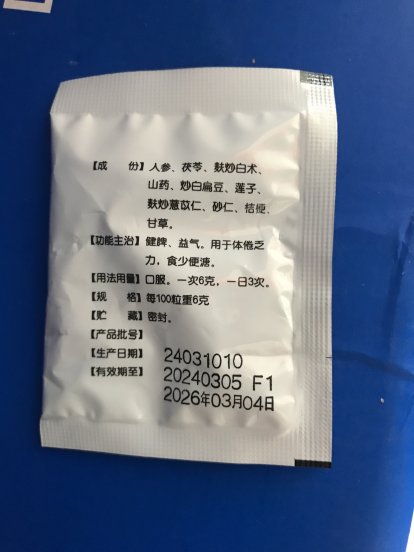 【成　份】人参、茯苓、麸炒白术、
山药、炒白扁豆、莲子、
麸炒薏苡仁、砂仁、桔梗、
甘草。
【功能主治】健脾、益气。用于体倦乏
力，食少便溏。
【用法用量】口服。一次6克，一日3次。
【规　格】每100粒重6克
【贮　藏】密封。
【产品批号】
【生产日期】24031010
【有效期至】20240305 F1
2026年03月04日